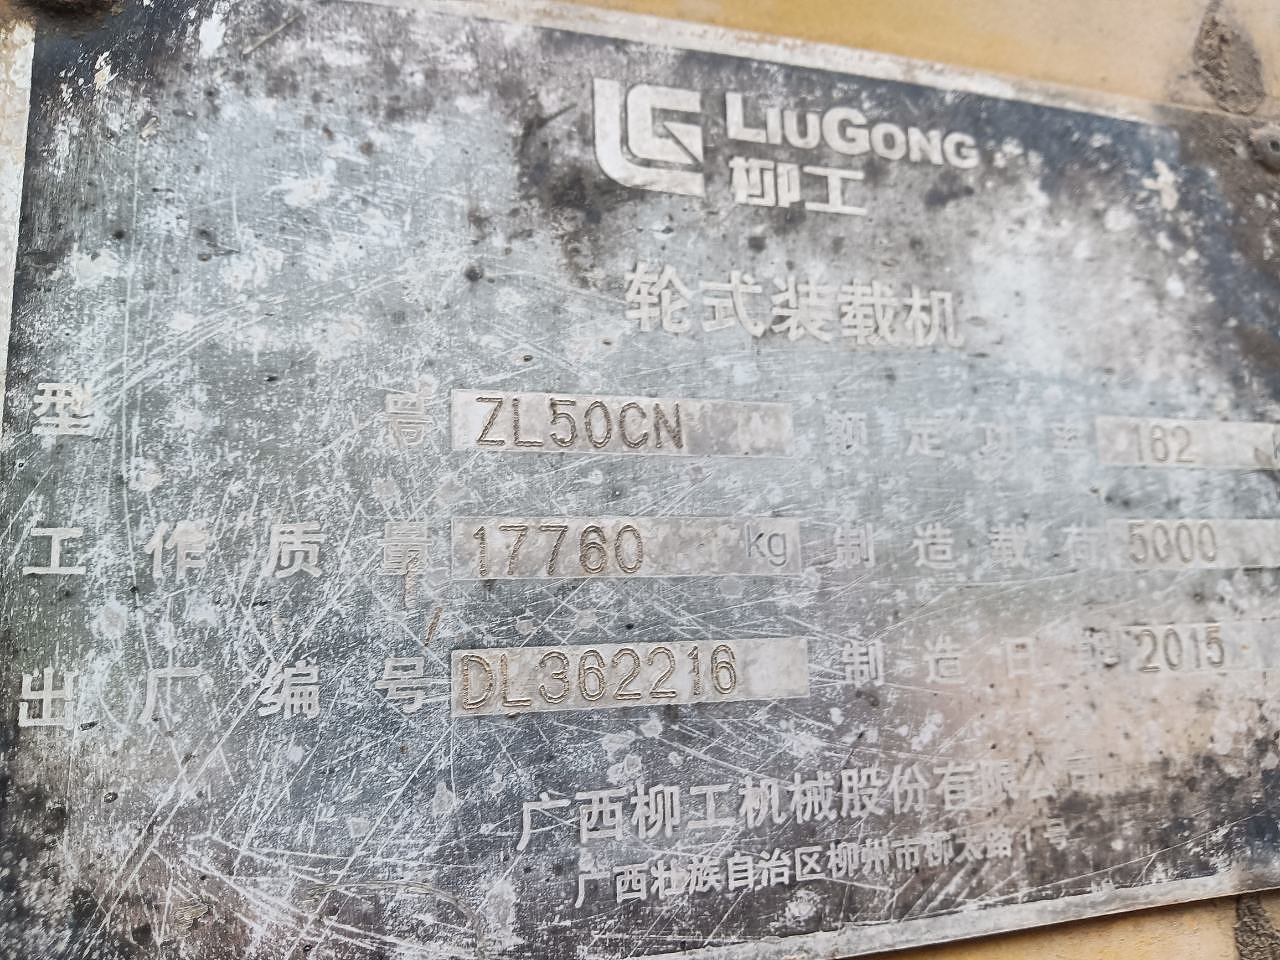 LIUGONG
柳工
轮式装载机
型号 ZL50CN 额定功率 162
工作质量 17760 kg 制造载荷 5000
出厂编号 DL362216 制造日期 2015
广西柳工机械股份有限公司
广西壮族自治区柳州市柳太路1号